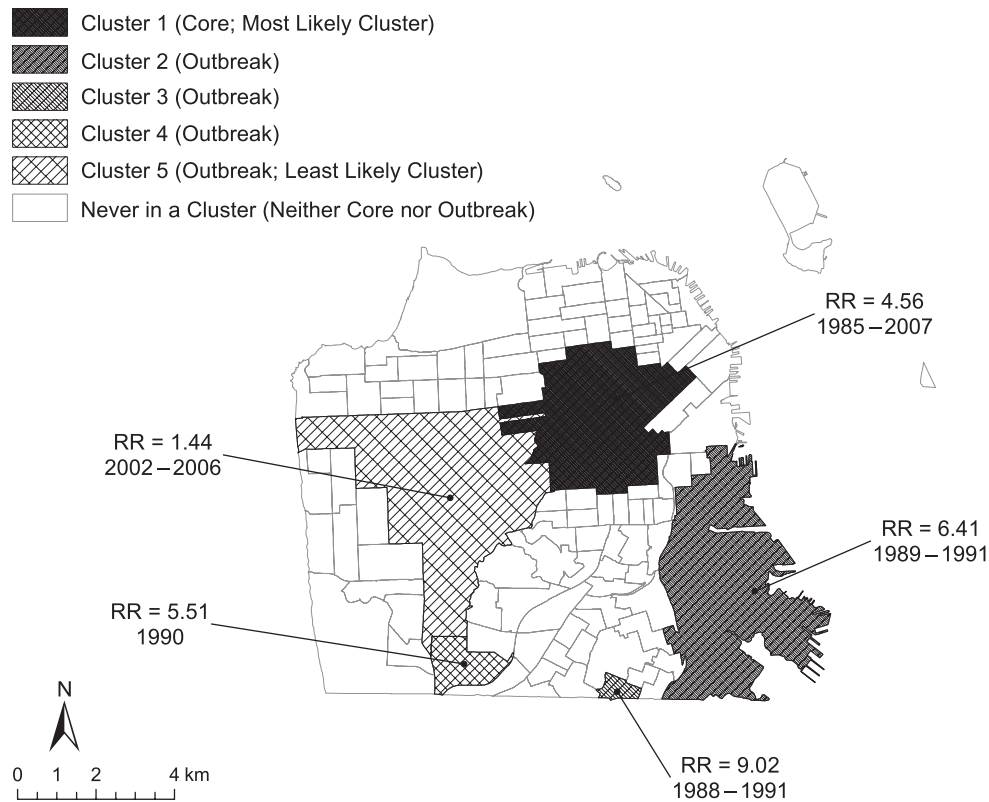 Cluster 1 (Core; Most Likely Cluster)
Cluster 2 (Outbreak)
Cluster 3 (Outbreak)
Cluster 4 (Outbreak)
Cluster 5 (Outbreak; Least Likely Cluster)
Never in a Cluster (Neither Core nor Outbreak)
RR = 4.56
1985–2007
RR = 1.44
2002–2006
RR = 6.41
1989–1991
RR = 5.51
1990
RR = 9.02
1988–1991
N
0 1 2 4 km